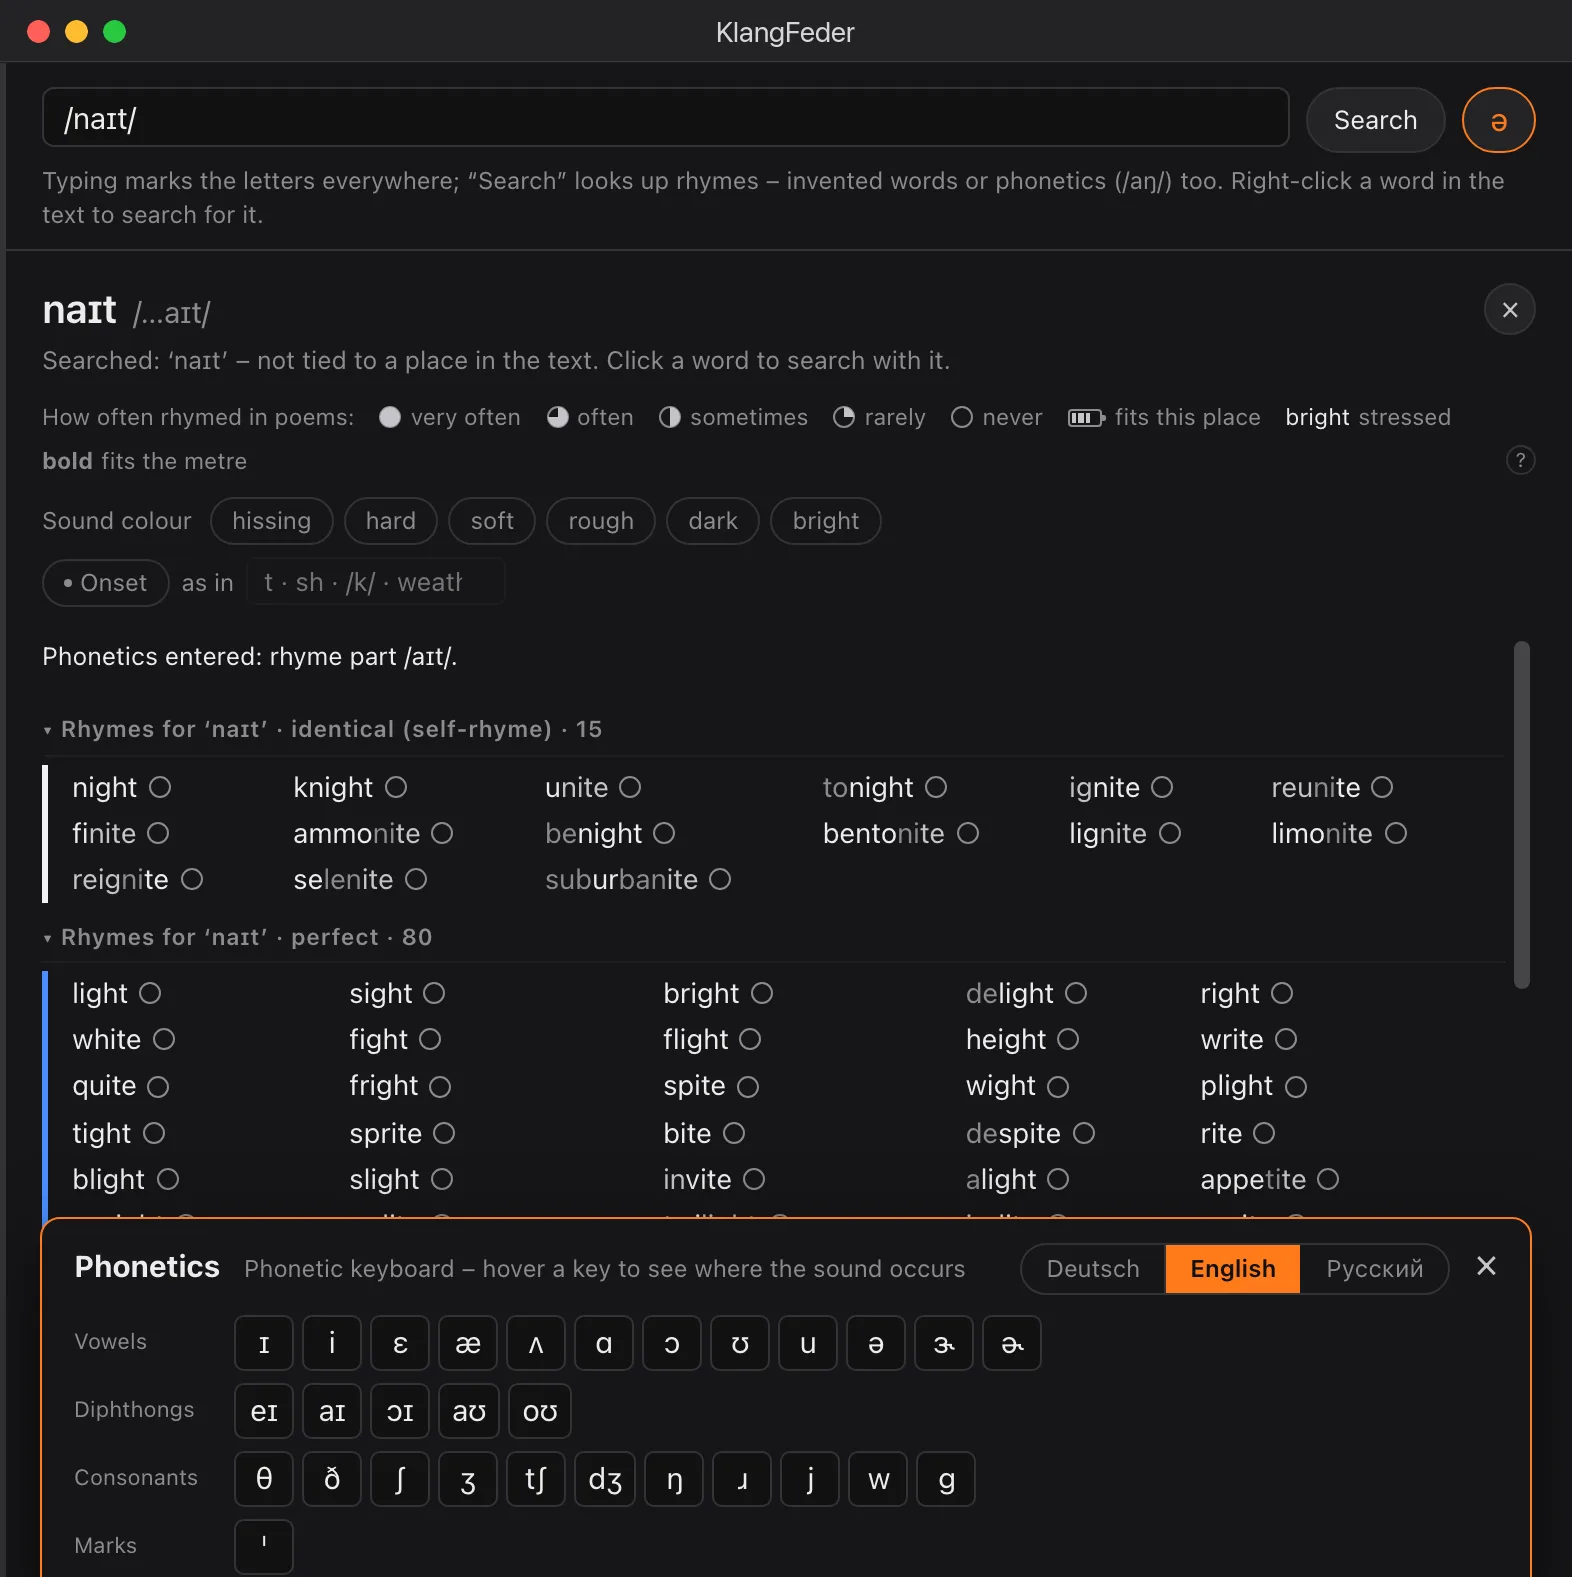 KlangFeder
/naɪt/
Search
ə
Typing marks the letters everywhere; “Search” looks up rhymes – invented words or phonetics (/aŋ/) too. Right-click a word in the
text to search for it.
naɪt /…aɪt/
Searched: ‘naɪt’ – not tied to a place in the text. Click a word to search with it.
How often rhymed in poems: very often often sometimes rarely never fits this place bright stressed
bold fits the metre
?
Sound colour hissing hard soft rough dark bright
• Onset as in t · sh · /k/ ·
Phonetics entered: rhyme part /aɪt/.
Rhymes for ‘naɪt’ · identical (self-rhyme) · 15
night knight unite tonight ignite reunite
finite ammonite benight bentonite lignite limonite
reignite selenite suburbanite
Rhymes for ‘naɪt’ · perfect · 80
light sight bright delight right
white fight flight height write
quite fright spite wight plight
tight sprite bite despite rite
blight slight invite alight appetite
Phonetics Phonetic keyboard – hover a key to see where the sound occurs Deutsch English Русский
Vowels ɪ i ɛ æ ʌ ɑ ɔ ʊ u ə ɝ ɚ
Diphthongs eɪ aɪ ɔɪ aʊ oʊ
Consonants θ ð ʃ ʒ tʃ dʒ ŋ ɹ j w ɡ
Marks ˈ